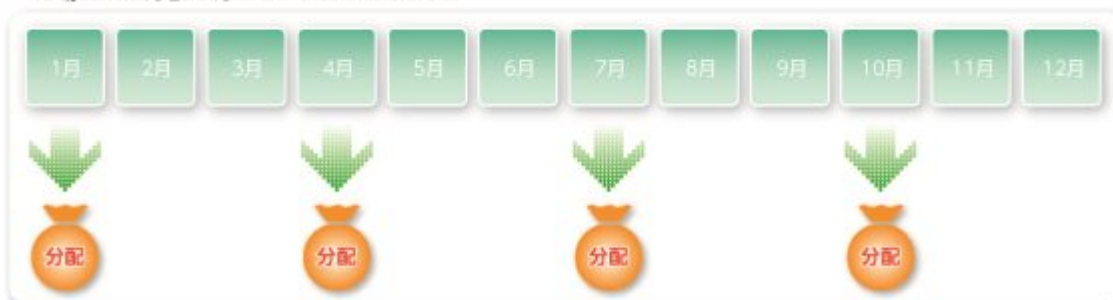 1月 2月 3月 4月 5月 6月 7月 8月 9月 10月 11月 12月
分配 分配 分配 分配